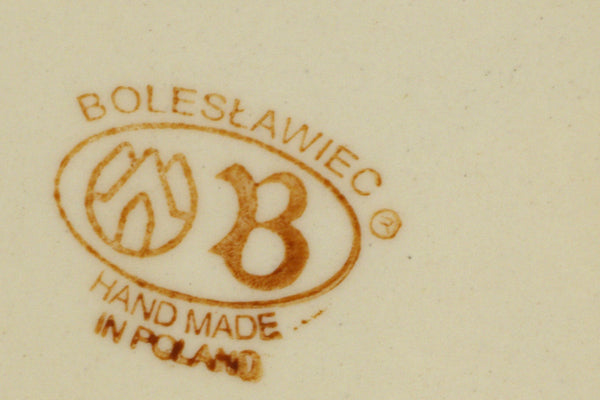 BOLESŁAWIEC ®
B
HAND MADE
IN POLAND